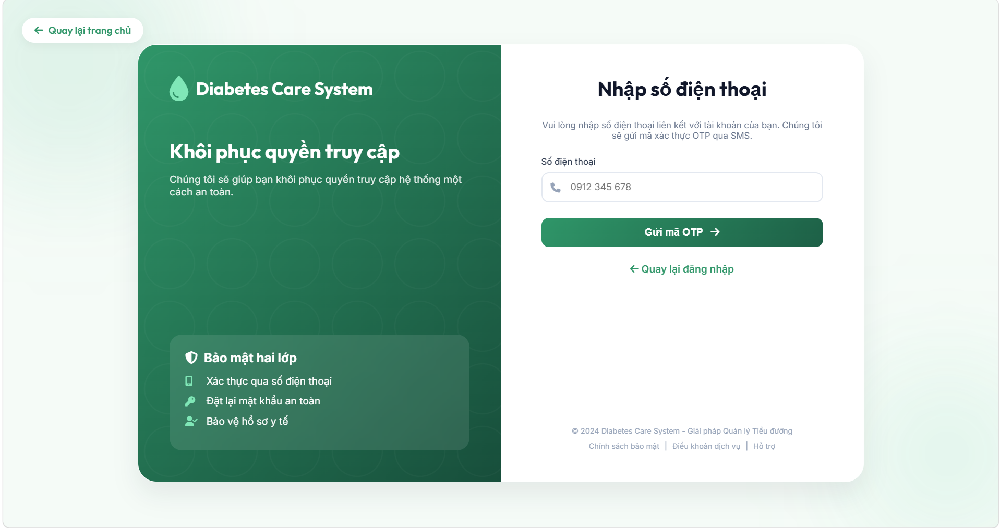 Quay lại trang chủ
Diabetes Care System
Khôi phục quyền truy cập
Chúng tôi sẽ giúp bạn khôi phục quyền truy cập hệ thống một
cách an toàn.
Bảo mật hai lớp
Xác thực qua số điện thoại
Đặt lại mật khẩu an toàn
Bảo vệ hồ sơ y tế
Nhập số điện thoại
Vui lòng nhập số điện thoại liên kết với tài khoản của bạn. Chúng tôi
sẽ gửi mã xác thực OTP qua SMS.
Số điện thoại
0912 345 678
Gửi mã OTP
Quay lại đăng nhập
© 2024 Diabetes Care System - Giải pháp Quản lý Tiểu đường
Chính sách bảo mật | Điều khoản dịch vụ | Hỗ trợ